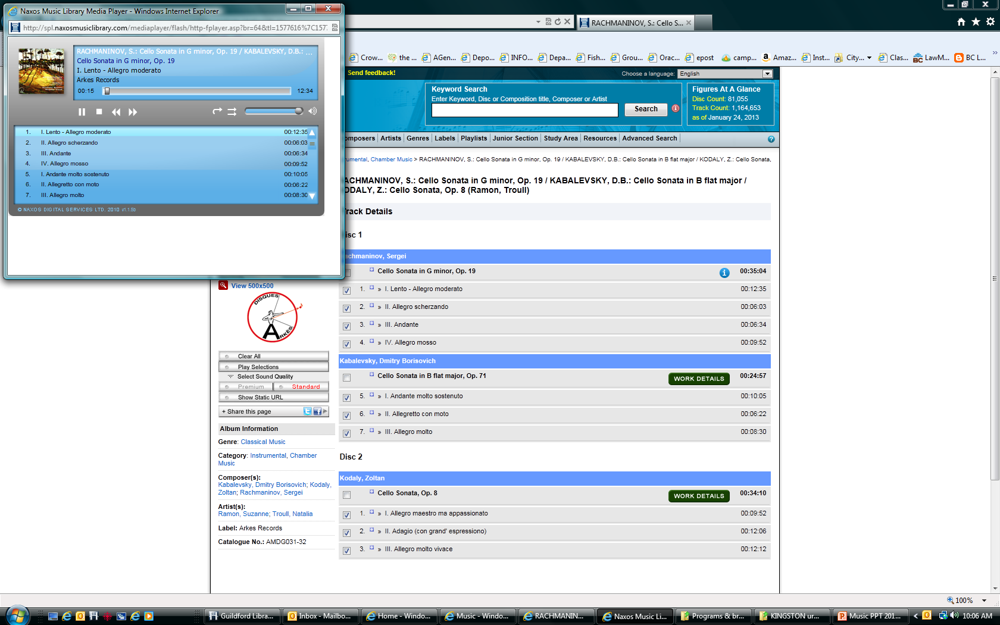 Naxos Music Library Media Player - Windows Internet Explorer
http://spl.naxosmusiclibrary.com/mediaplayer/flash/http-fplayer.asp?br=64&tl=1577616%7C157
RACHMANINOV, S.: Cello Sonata in G minor, Op. 19 / KABALEVSKY, D.B.: ...
Cello Sonata in G minor, Op. 19
I. Lento - Allegro moderato
Arkes Records
00:15 12:34
1. I. Lento - Allegro moderato 00:12:35
2. II. Allegro scherzando 00:06:03
3. III. Andante 00:06:34
4. IV. Allegro mosso 00:09:52
5. I. Andante molto sostenuto 00:10:05
6. II. Allegretto con moto 00:06:22
7. III. Allegro molto 00:08:30
© NAXOS DIGITAL SERVICES LTD. 2010 v1.1.5b
RACHMANINOV, S.: Cello S...
Crow... the ... AGen... Depo... INFO... Depa... Fish... Grou... Orac... epost camp... Amaz... Inst... City... Clas... LawM... BC L...
Send feedback!
Choose a language: English
Keyword Search
Enter Keyword, Disc or Composition title, Composer or Artist
Search
Figures At A Glance
Disc Count: 81,055
Track Count: 1,164,653
as of January 24, 2013
omposers Artists Genres Labels Playlists Junior Section Study Area Resources Advanced Search
rumental, Chamber Music > RACHMANINOV, S.: Cello Sonata in G minor, Op. 19 / KABALEVSKY, D.B.: Cello Sonata in B flat major / KODALY, Z.: Cello Sonata,
ACHMANINOV, S.: Cello Sonata in G minor, Op. 19 / KABALEVSKY, D.B.: Cello Sonata in B flat major /
ODALY, Z.: Cello Sonata, Op. 8 (Ramon, Troull)
Track Details
isc 1
achmaninov, Sergei
Cello Sonata in G minor, Op. 19 00:35:04
1. » I. Lento - Allegro moderato 00:12:35
2. » II. Allegro scherzando 00:06:03
3. » III. Andante 00:06:34
4. » IV. Allegro mosso 00:09:52
Kabalevsky, Dmitry Borisovich
Cello Sonata in B flat major, Op. 71 WORK DETAILS 00:24:57
5. » I. Andante molto sostenuto 00:10:05
6. » II. Allegretto con moto 00:06:22
7. » III. Allegro molto 00:08:30
Disc 2
Kodaly, Zoltan
Cello Sonata, Op. 8 WORK DETAILS 00:34:10
1. » I. Allegro maestro ma appassionato 00:09:52
2. » II. Adagio (con grand' espressiono) 00:12:06
3. » III. Allegro molto vivace 00:12:12
View 500x500
DISQUES
ARKÈS
Clear All
Play Selections
Select Sound Quality
Premium Standard
Show Static URL
+ Share this page
Album Information
Genre: Classical Music
Category: Instrumental, Chamber
Music
Composer(s):
Kabalevsky, Dmitry Borisovich; Kodaly,
Zoltan; Rachmaninov, Sergei
Artist(s):
Ramon, Suzanne; Troull, Natalia
Label: Arkes Records
Catalogue No.: AMDG031-32
100%
Guildford Libra... Inbox - Mailbo... Home - Windo... Music - Windo... RACHMANIN... Naxos Music Li... Programs & br... KINGSTON ur... Music PPT 201... 10:06 AM